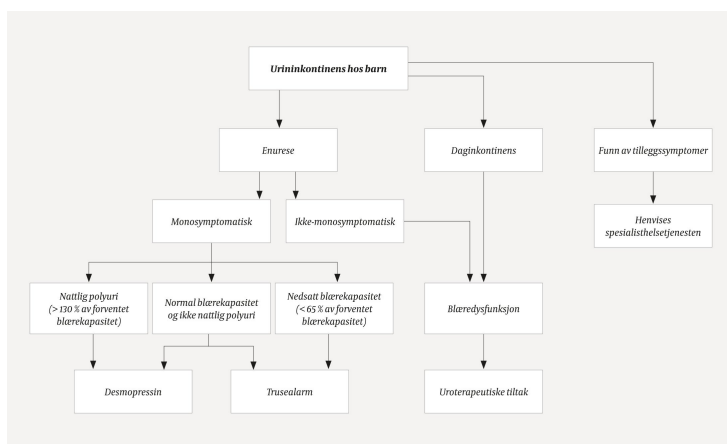 Urininkontinens hos barn
Enurese
Daginkontinens
Funn av tilleggssymptomer
Monosymptomatisk
Ikke-monosymptomatisk
Henvises
spesialisthelsetjenesten
Nattlig polyuri
(> 130 % av forventet
blærekapasitet)
Normal blærekapasitet
og ikke nattlig polyuri
Nedsatt blærekapasitet
(< 65 % av forventet
blærekapasitet)
Blæredysfunksjon
Desmopressin
Trusealarm
Uroterapeutiske tiltak